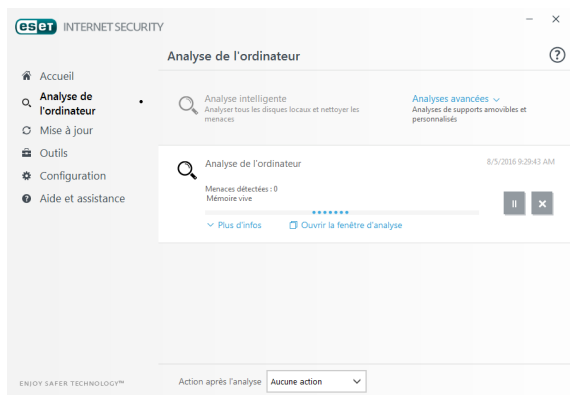 eset INTERNET SECURITY
Analyse de l'ordinateur
?
Accueil
Analyse de
l'ordinateur
Mise à jour
Outils
Configuration
? Aide et assistance
Analyse intelligente
Analyser tous les disques locaux et nettoyer les
menaces
Analyses avancées
Analyses de supports amovibles et
personnalisés
Analyse de l'ordinateur
8/5/2016 9:29:43 AM
Menaces détectées : 0
Mémoire vive
Plus d'infos
Ouvrir la fenêtre d'analyse
ENJOY SAFER TECHNOLOGY™
Action après l'analyse
Aucune action